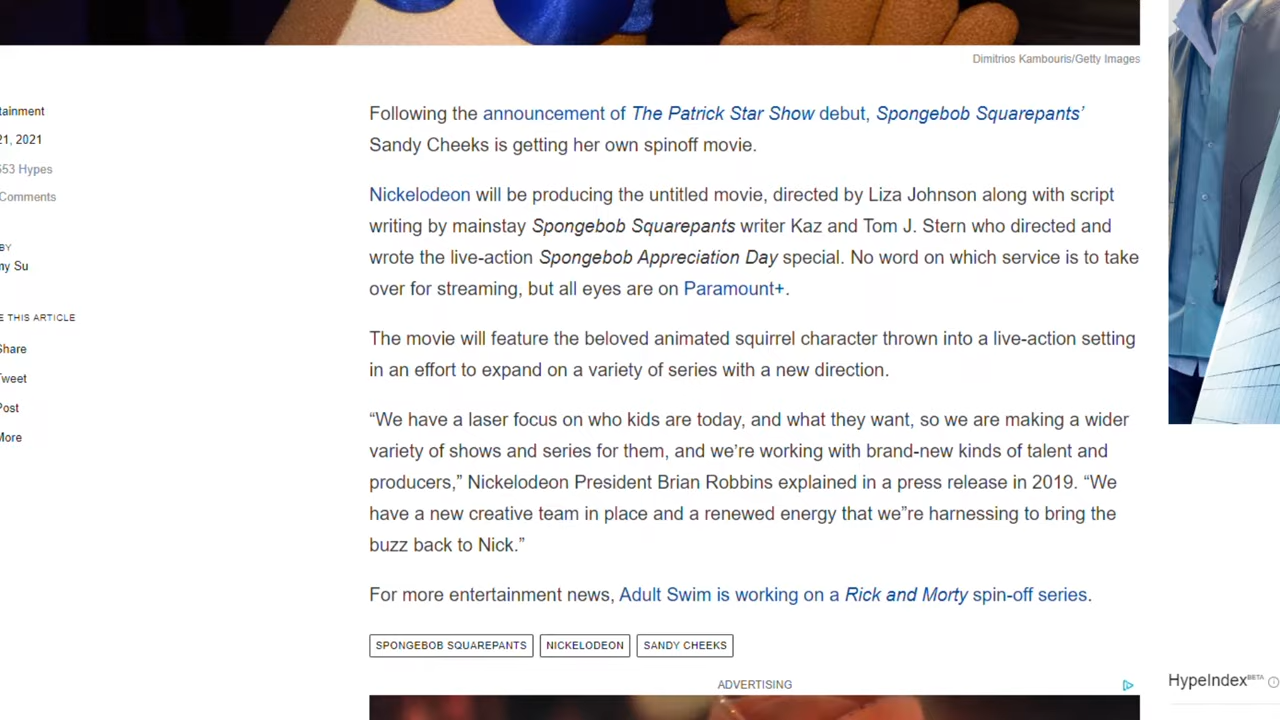 Dimitrios Kambouris/Getty Images
tainment
21, 2021
653 Hypes
Comments
BY
my Su
E THIS ARTICLE
Share
Tweet
Post
More
Following the announcement of The Patrick Star Show debut, Spongebob Squarepants’
Sandy Cheeks is getting her own spinoff movie.
Nickelodeon will be producing the untitled movie, directed by Liza Johnson along with script
writing by mainstay Spongebob Squarepants writer Kaz and Tom J. Stern who directed and
wrote the live-action Spongebob Appreciation Day special. No word on which service is to take
over for streaming, but all eyes are on Paramount+.
The movie will feature the beloved animated squirrel character thrown into a live-action setting
in an effort to expand on a variety of series with a new direction.
“We have a laser focus on who kids are today, and what they want, so we are making a wider
variety of shows and series for them, and we’re working with brand-new kinds of talent and
producers,” Nickelodeon President Brian Robbins explained in a press release in 2019. “We
have a new creative team in place and a renewed energy that we”re harnessing to bring the
buzz back to Nick.”
For more entertainment news, Adult Swim is working on a Rick and Morty spin-off series.
SPONGEBOB SQUAREPANTS NICKELODEON SANDY CHEEKS
ADVERTISING
HypeIndex BETA